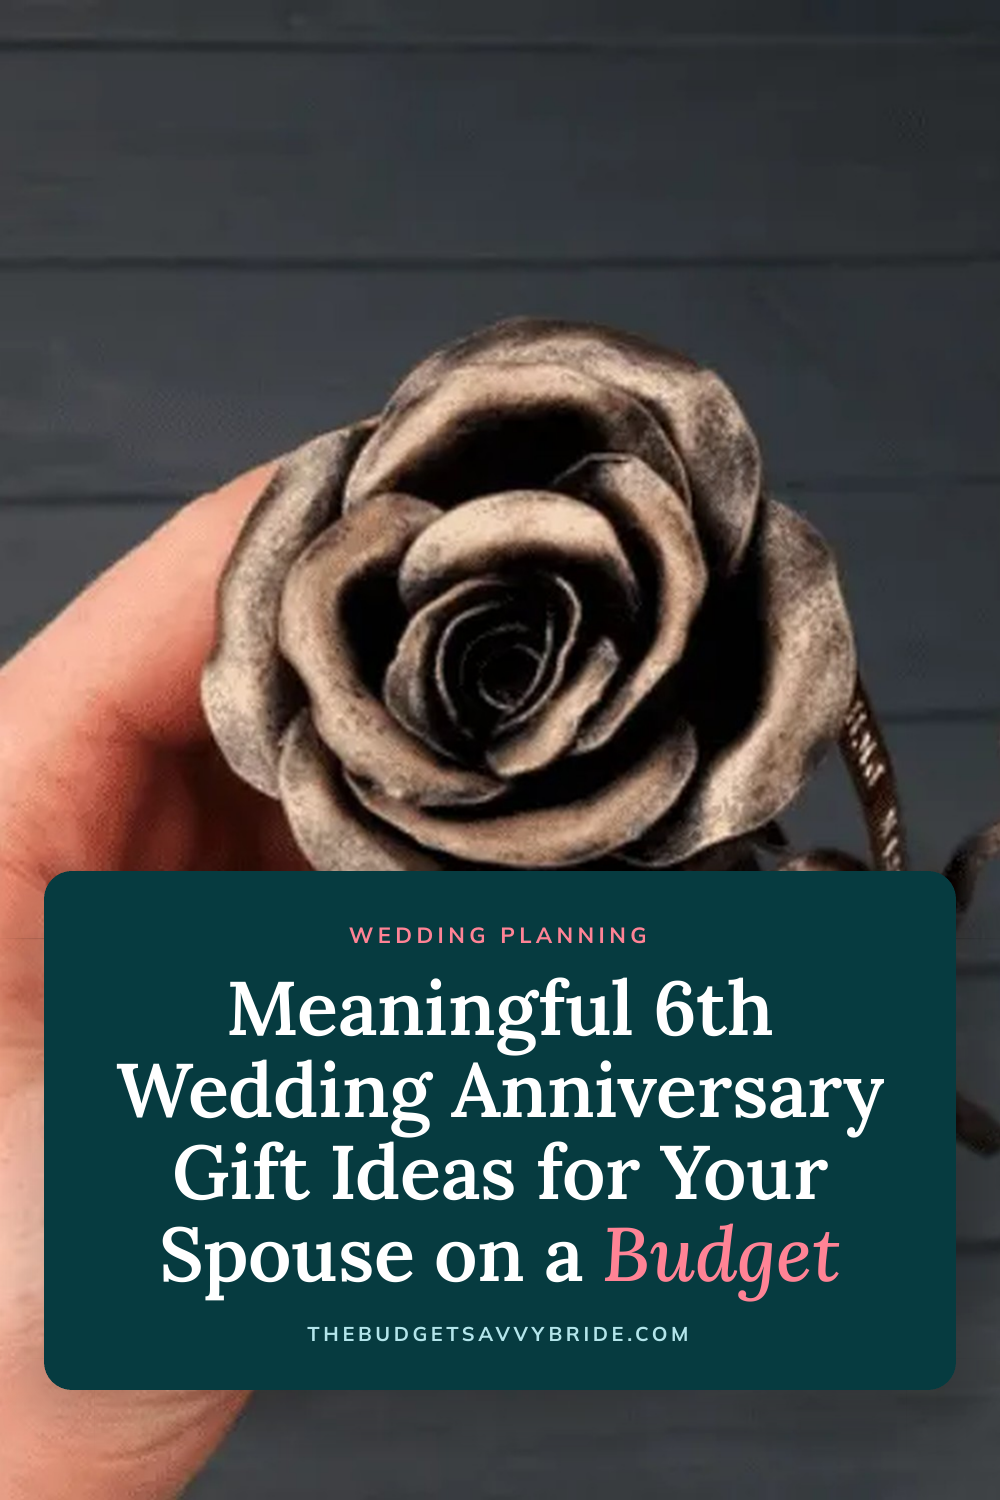 WEDDING PLANNING
Meaningful 6th
Wedding Anniversary
Gift Ideas for Your
Spouse on a Budget
THEBUDGETSAVVYBRIDE.COM